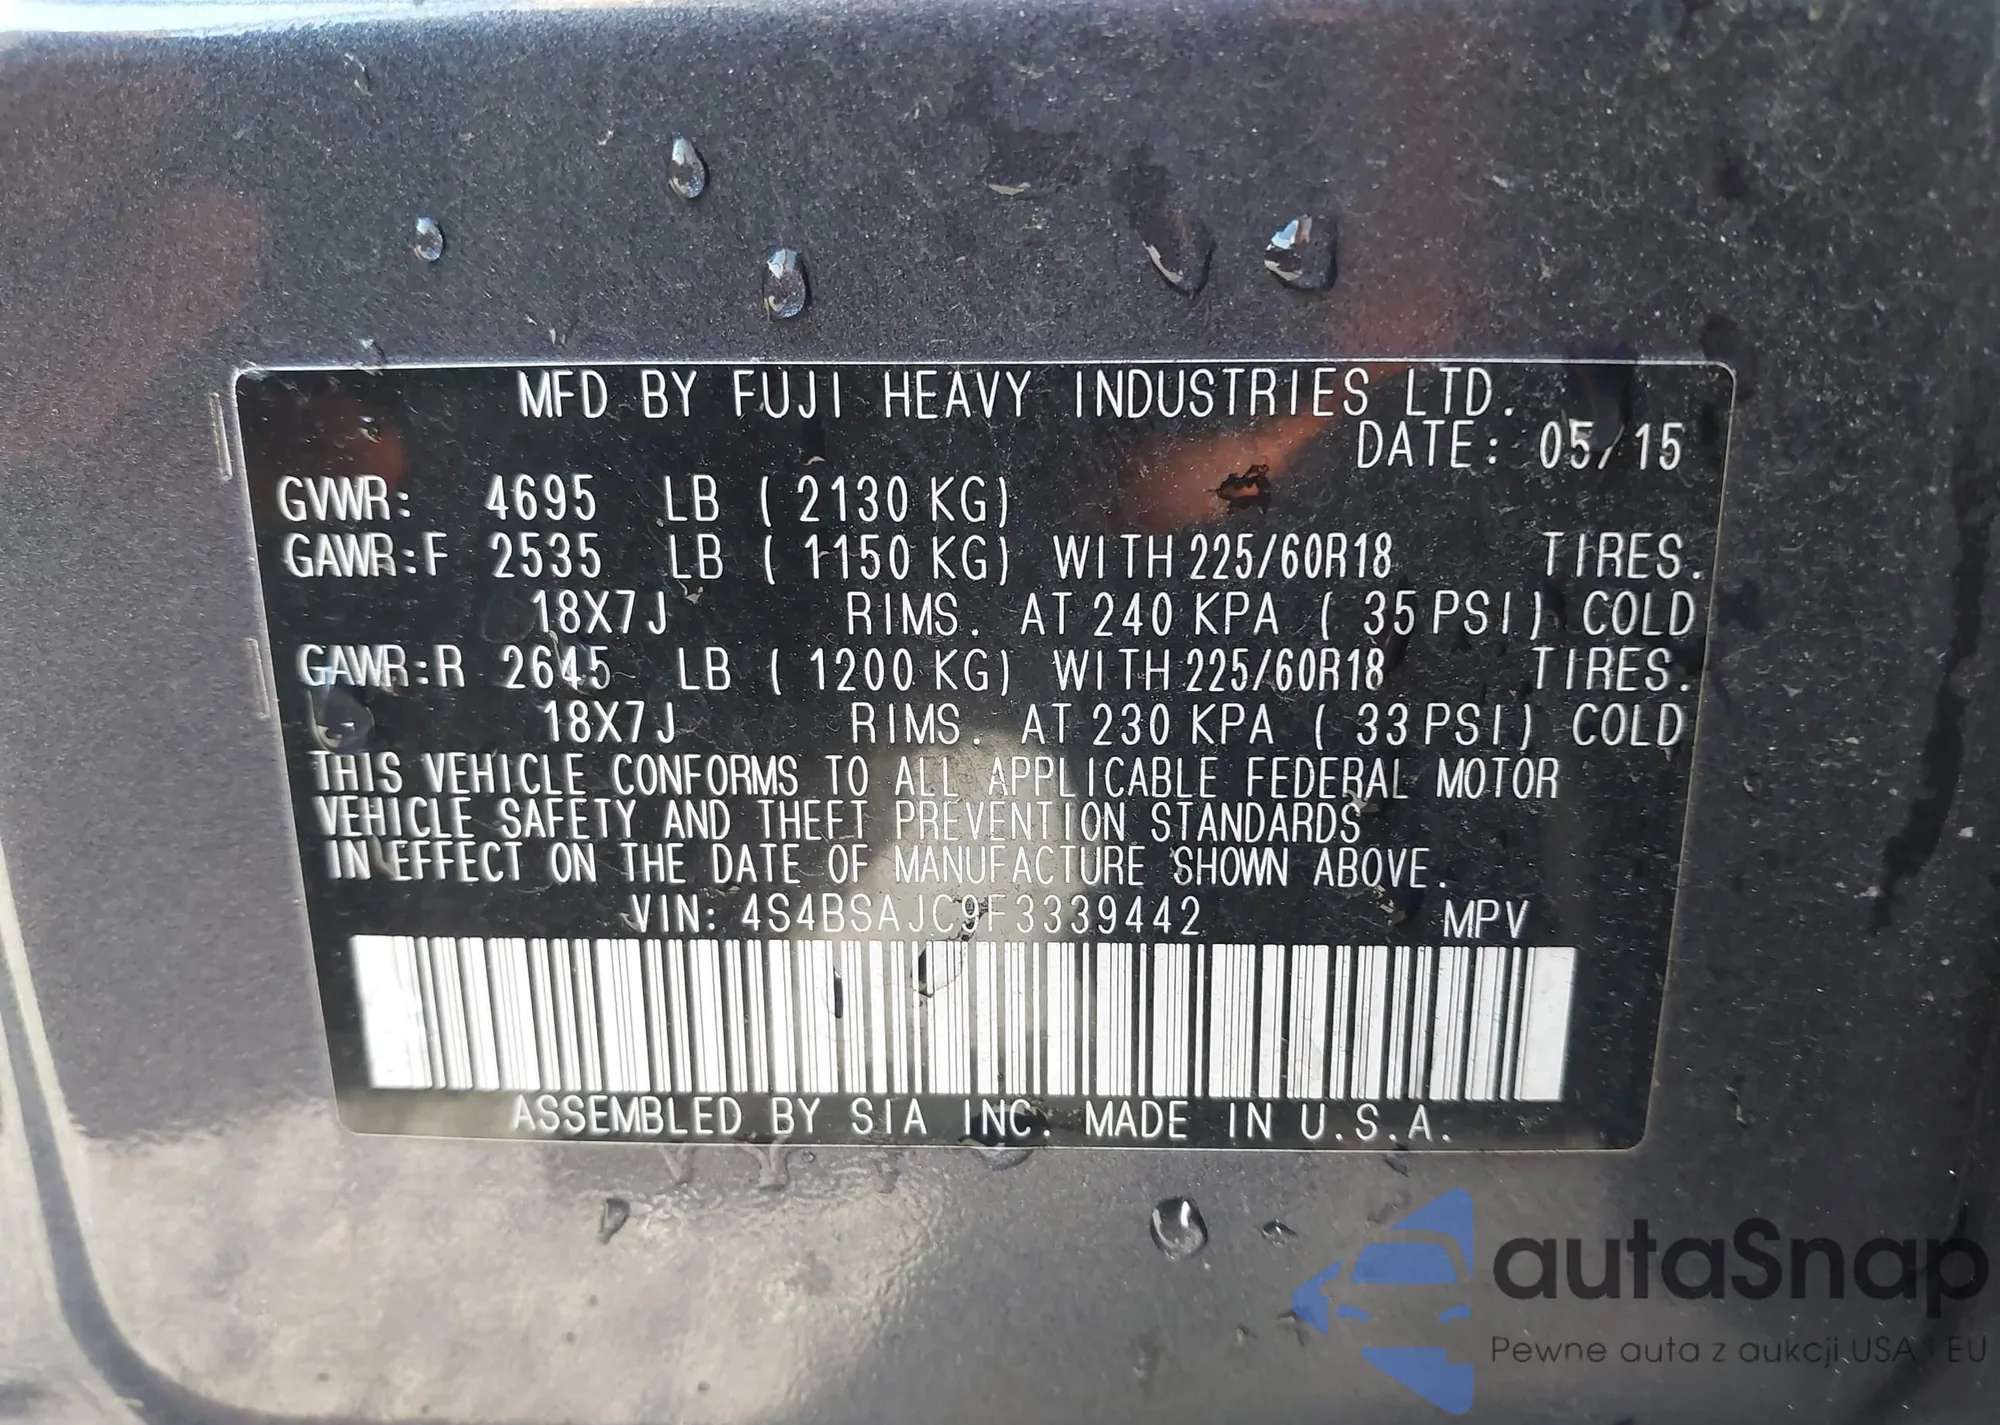 MFD BY FUJI HEAVY INDUSTRIES LTD.
DATE: 05/15
GVWR: 4695 LB ( 2130 KG)
GAWR:F 2535 LB ( 1150 KG) WITH 225/60R18 TIRES.
18X7J RIMS. AT 240 KPA ( 35 PSI) COLD
GAWR:R 2645 LB ( 1200 KG) WITH 225/60R18 TIRES.
18X7J RIMS. AT 230 KPA ( 33 PSI) COLD
THIS VEHICLE CONFORMS TO ALL APPLICABLE FEDERAL MOTOR
VEHICLE SAFETY AND THEFT PREVENTION STANDARDS
IN EFFECT ON THE DATE OF MANUFACTURE SHOWN ABOVE.
VIN: 4S4BSAJC9F3339442 MPV
ASSEMBLED BY SIA INC. MADE IN U.S.A.
autaSnap
Pewne auta z aukcji USA i EU